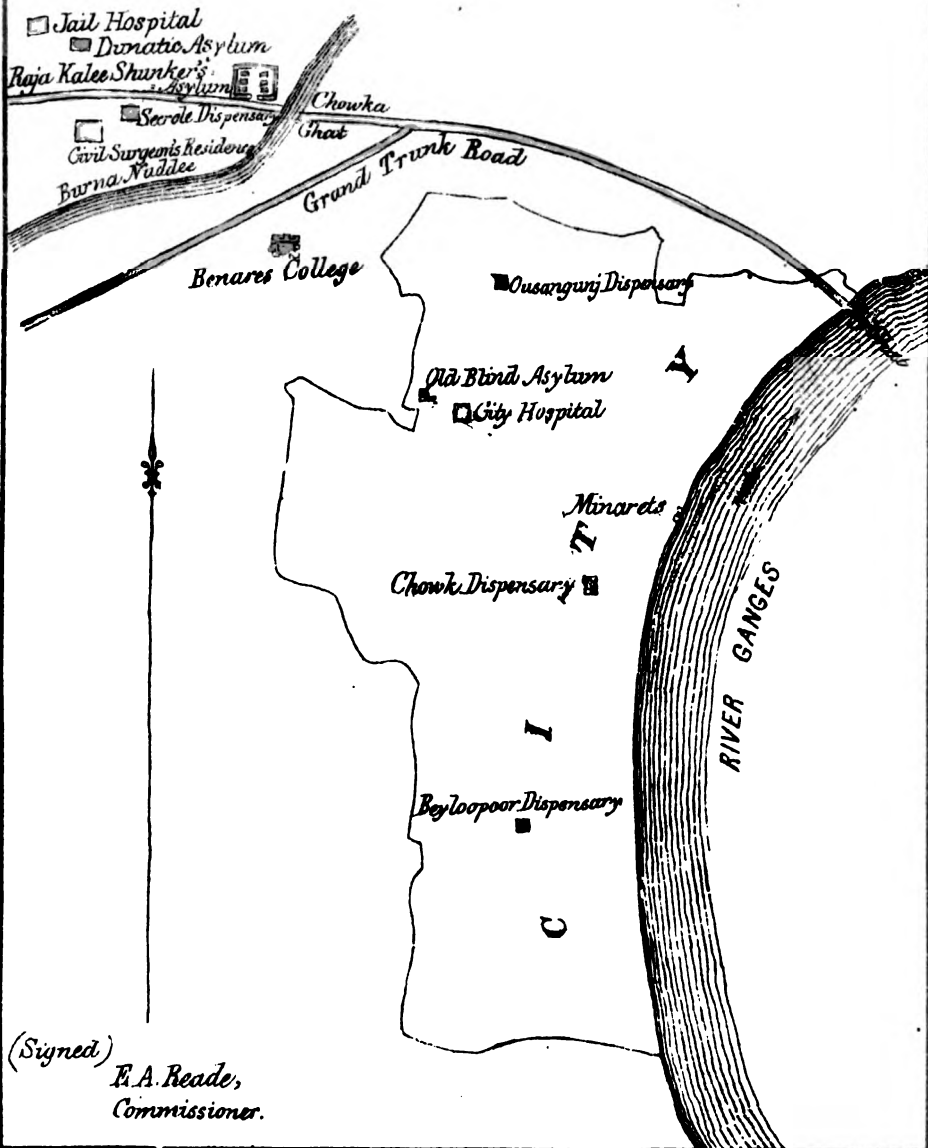 Jail Hospital
Lunatic Asylum
Raja Kalee Shunker's
Asylum
Secrole Dispensary
Chowka
Ghat
Civil Surgeon's Residence
Burna Nuddee
Grand Trunk Road
Benares College
Ousangunj Dispensary
Old Blind Asylum
City Hospital
Minarets
Chowk Dispensary
RIVER GANGES
Beyloopoor Dispensary
CITY
(Signed)
E.A. Reade,
Commissioner.